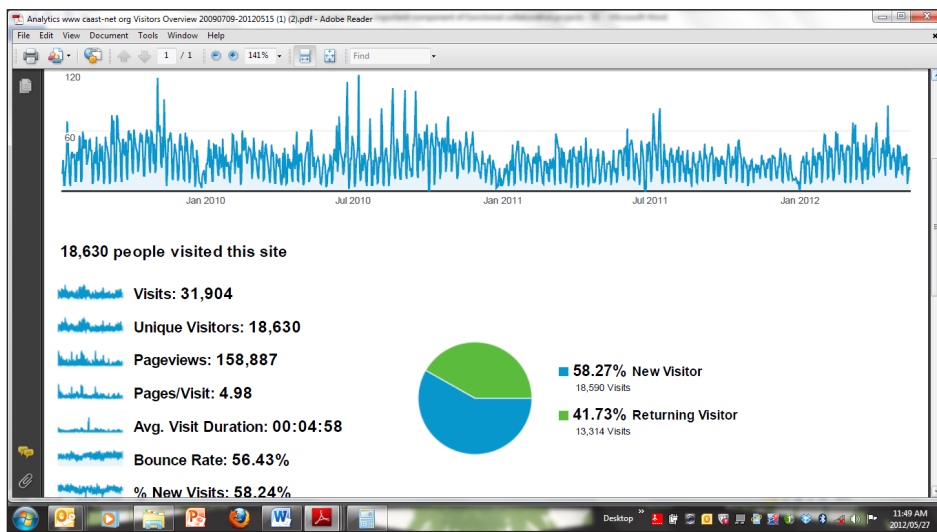 Analytics www caast-net org Visitors Overview 20090709-20120515 (1) (2).pdf - Adobe Reader
File Edit View Document Tools Window Help
1 / 1 141% Find
120
60
Jan 2010 Jul 2010 Jan 2011 Jul 2011 Jan 2012
18,630 people visited this site
Visits: 31,904
Unique Visitors: 18,630
Pageviews: 158,887
Pages/Visit: 4.98
Avg. Visit Duration: 00:04:58
Bounce Rate: 56.43%
% New Visits: 58.24%
58.27% New Visitor
18,590 Visits
41.73% Returning Visitor
13,314 Visits
Desktop
11:49 AM
2012/05/27